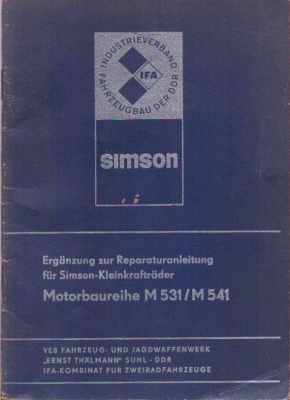 INDUSTRIEVERBAND
FAHRZEUGBAU DER DDR
IFA
simson
Ergänzung zur Reparaturanleitung
für Simson-Kleinkrafträder
Motorbaureihe M 531/M 541
VEB FAHRZEUG- UND JAGDWAFFENWERK
„ERNST THÄLMANN" SUHL - DDR
IFA-KOMBINAT FÜR ZWEIRADFAHRZEUGE